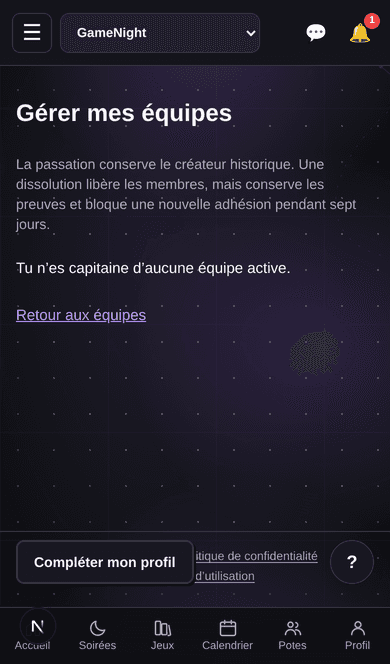 GameNight
1
Gérer mes équipes
La passation conserve le créateur historique. Une
dissolution libère les membres, mais conserve les
preuves et bloque une nouvelle adhésion pendant sept
jours.
Tu n’es capitaine d’aucune équipe active.
Retour aux équipes
Compléter mon profil
itique de confidentialité
d’utilisation
?
N
Accueil
Soirées
Jeux
Calendrier
Potes
Profil